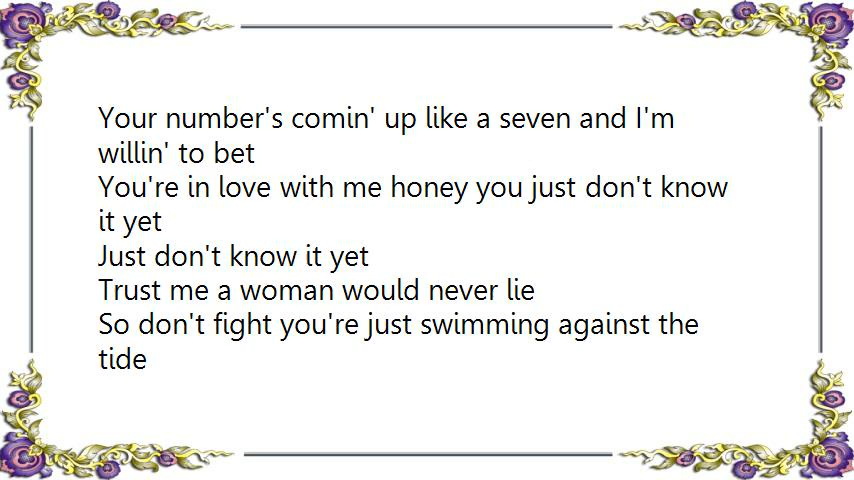 Your number's comin' up like a seven and I'm
willin' to bet
You're in love with me honey you just don't know
it yet
Just don't know it yet
Trust me a woman would never lie
So don't fight you're just swimming against the
tide